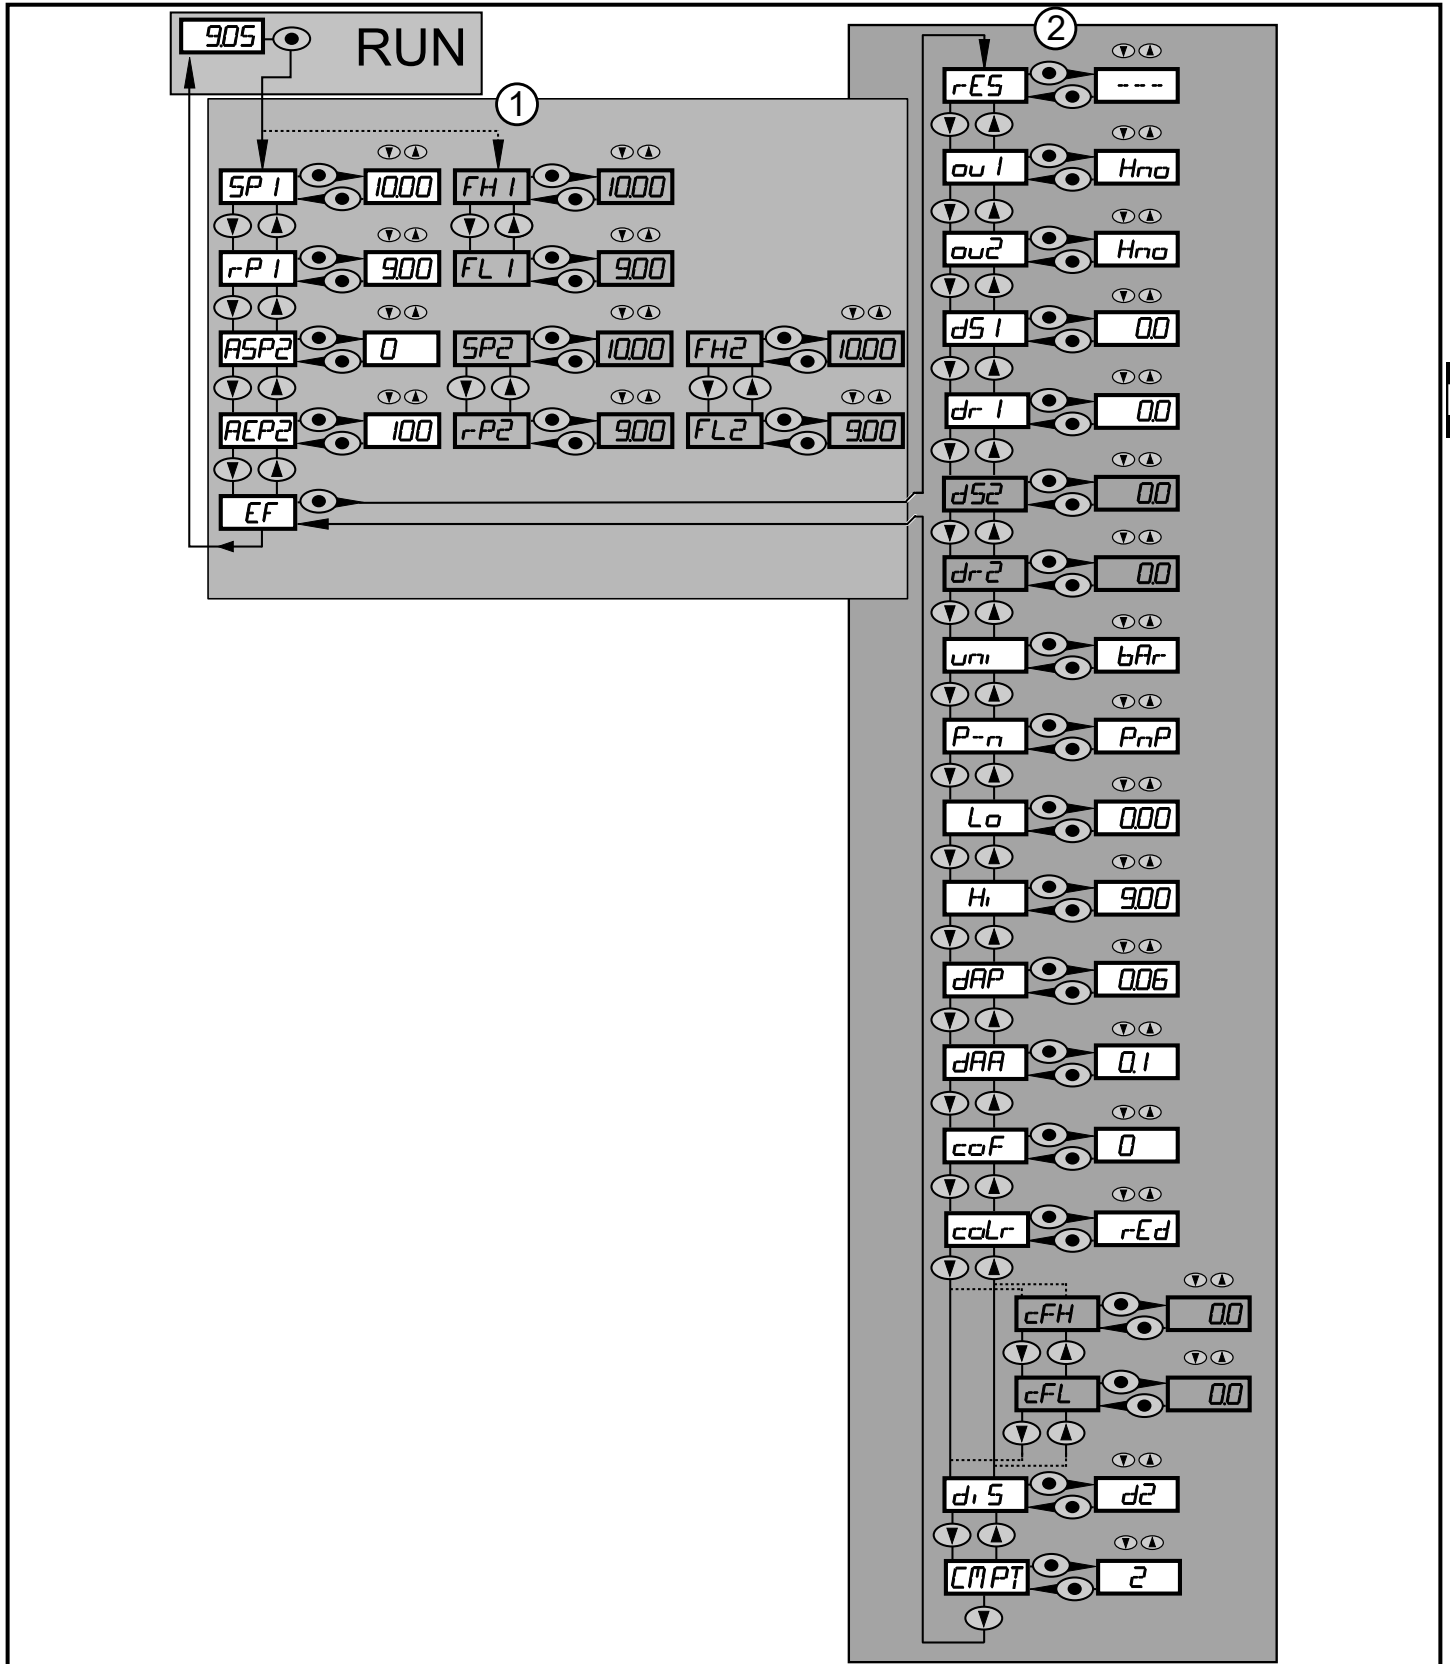 9.05
RUN
1
SP1 10.00 FH1 10.00
rP1 9.00 FL1 9.00
ASP2 0 SP2 10.00 FH2 10.00
AEP2 100 rP2 9.00 FL2 9.00
EF
2
rES ---
ou1 Hno
ou2 Hno
dS1 0.0
dr1 0.0
dS2 0.0
dr2 0.0
uni bAr
P-n PnP
Lo 0.00
Hi 9.00
dAP 0.06
dAA 0.1
coF 0
coLr rEd
cFH 0.0
cFL 0.0
diS d2
CMPT 2